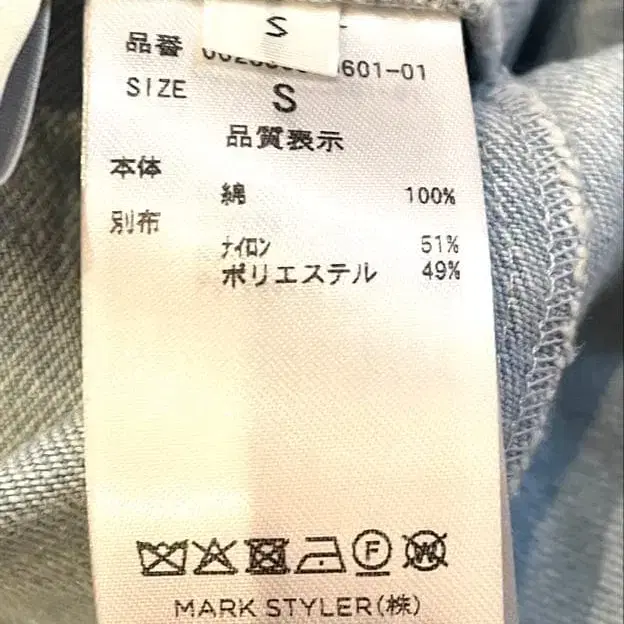 S
品番 601-01
SIZE S
品質表示
本体
綿 100%
別布
ナイロン 51%
ポリエステル 49%
F W
MARK STYLER(株)